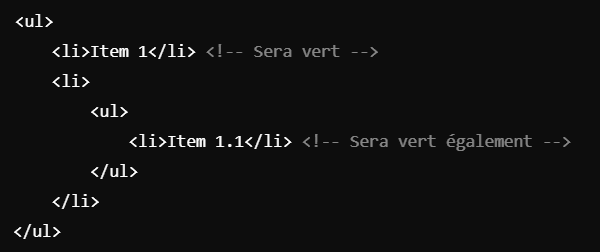 <ul>
<li>Item 1</li> <!-- Sera vert -->
<li>
<ul>
<li>Item 1.1</li> <!-- Sera vert également -->
</ul>
</li>
</ul>